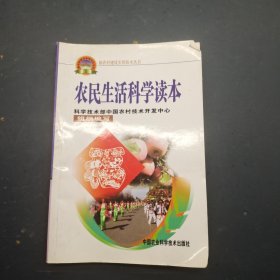 农民生活科学读本
科学技术部中国农村技术开发中心
组织编写
中国农业科学技术出版社